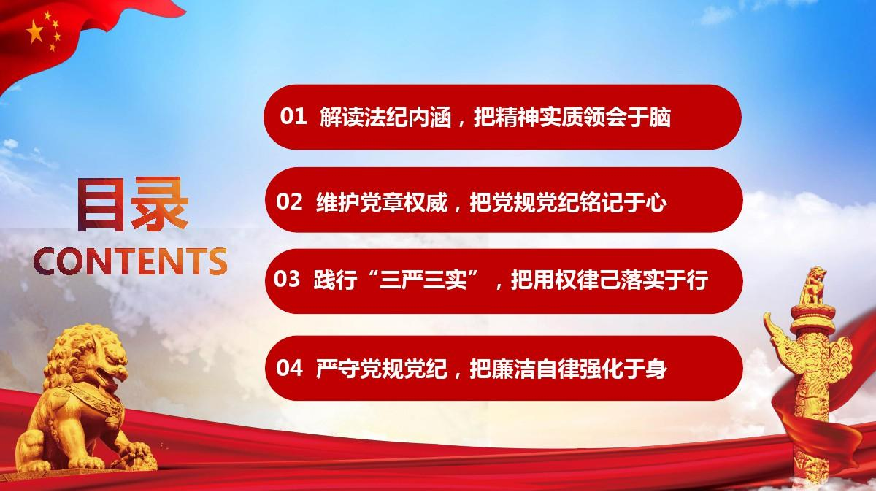 目录
CONTENTS
01 解读法纪内涵，把精神实质领会于脑
02 维护党章权威，把党规党纪铭记于心
03 践行“三严三实”，把用权律己落实于行
04 严守党规党纪，把廉洁自律强化于身